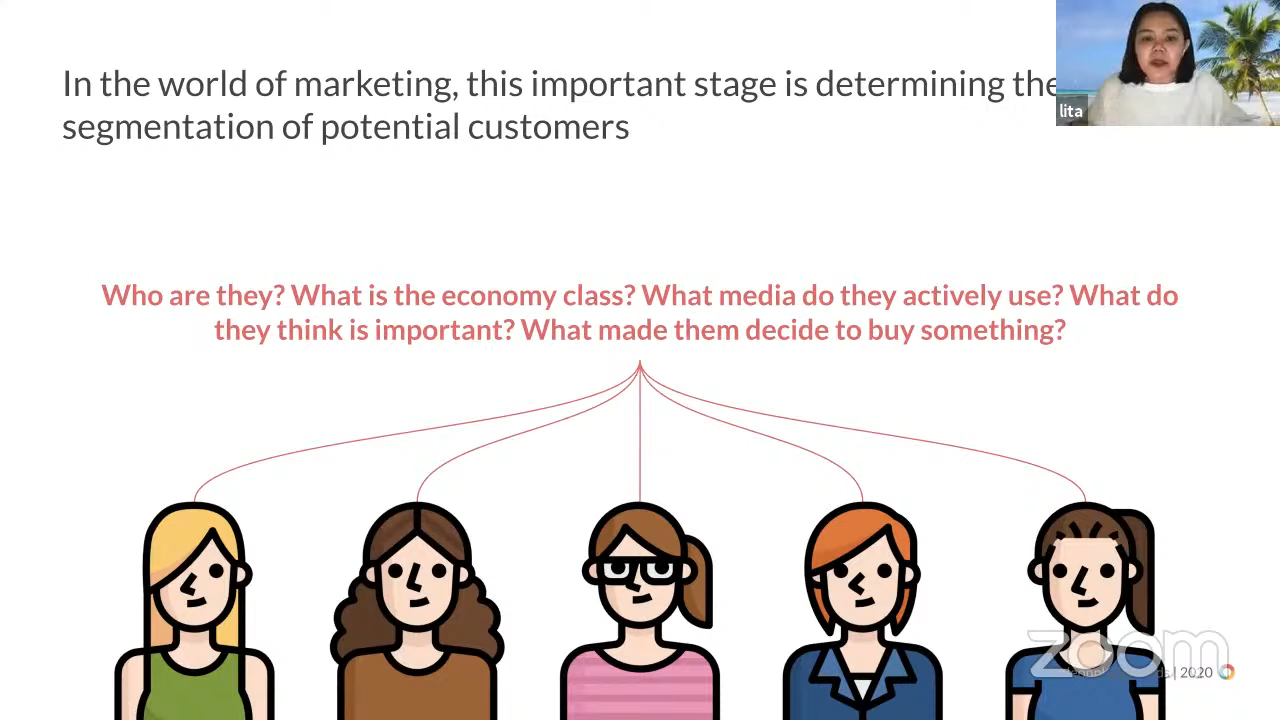 In the world of marketing, this important stage is determining the
segmentation of potential customers
lita
Who are they? What is the economy class? What media do they actively use? What do
they think is important? What made them decide to buy something?
zoom
| 2020